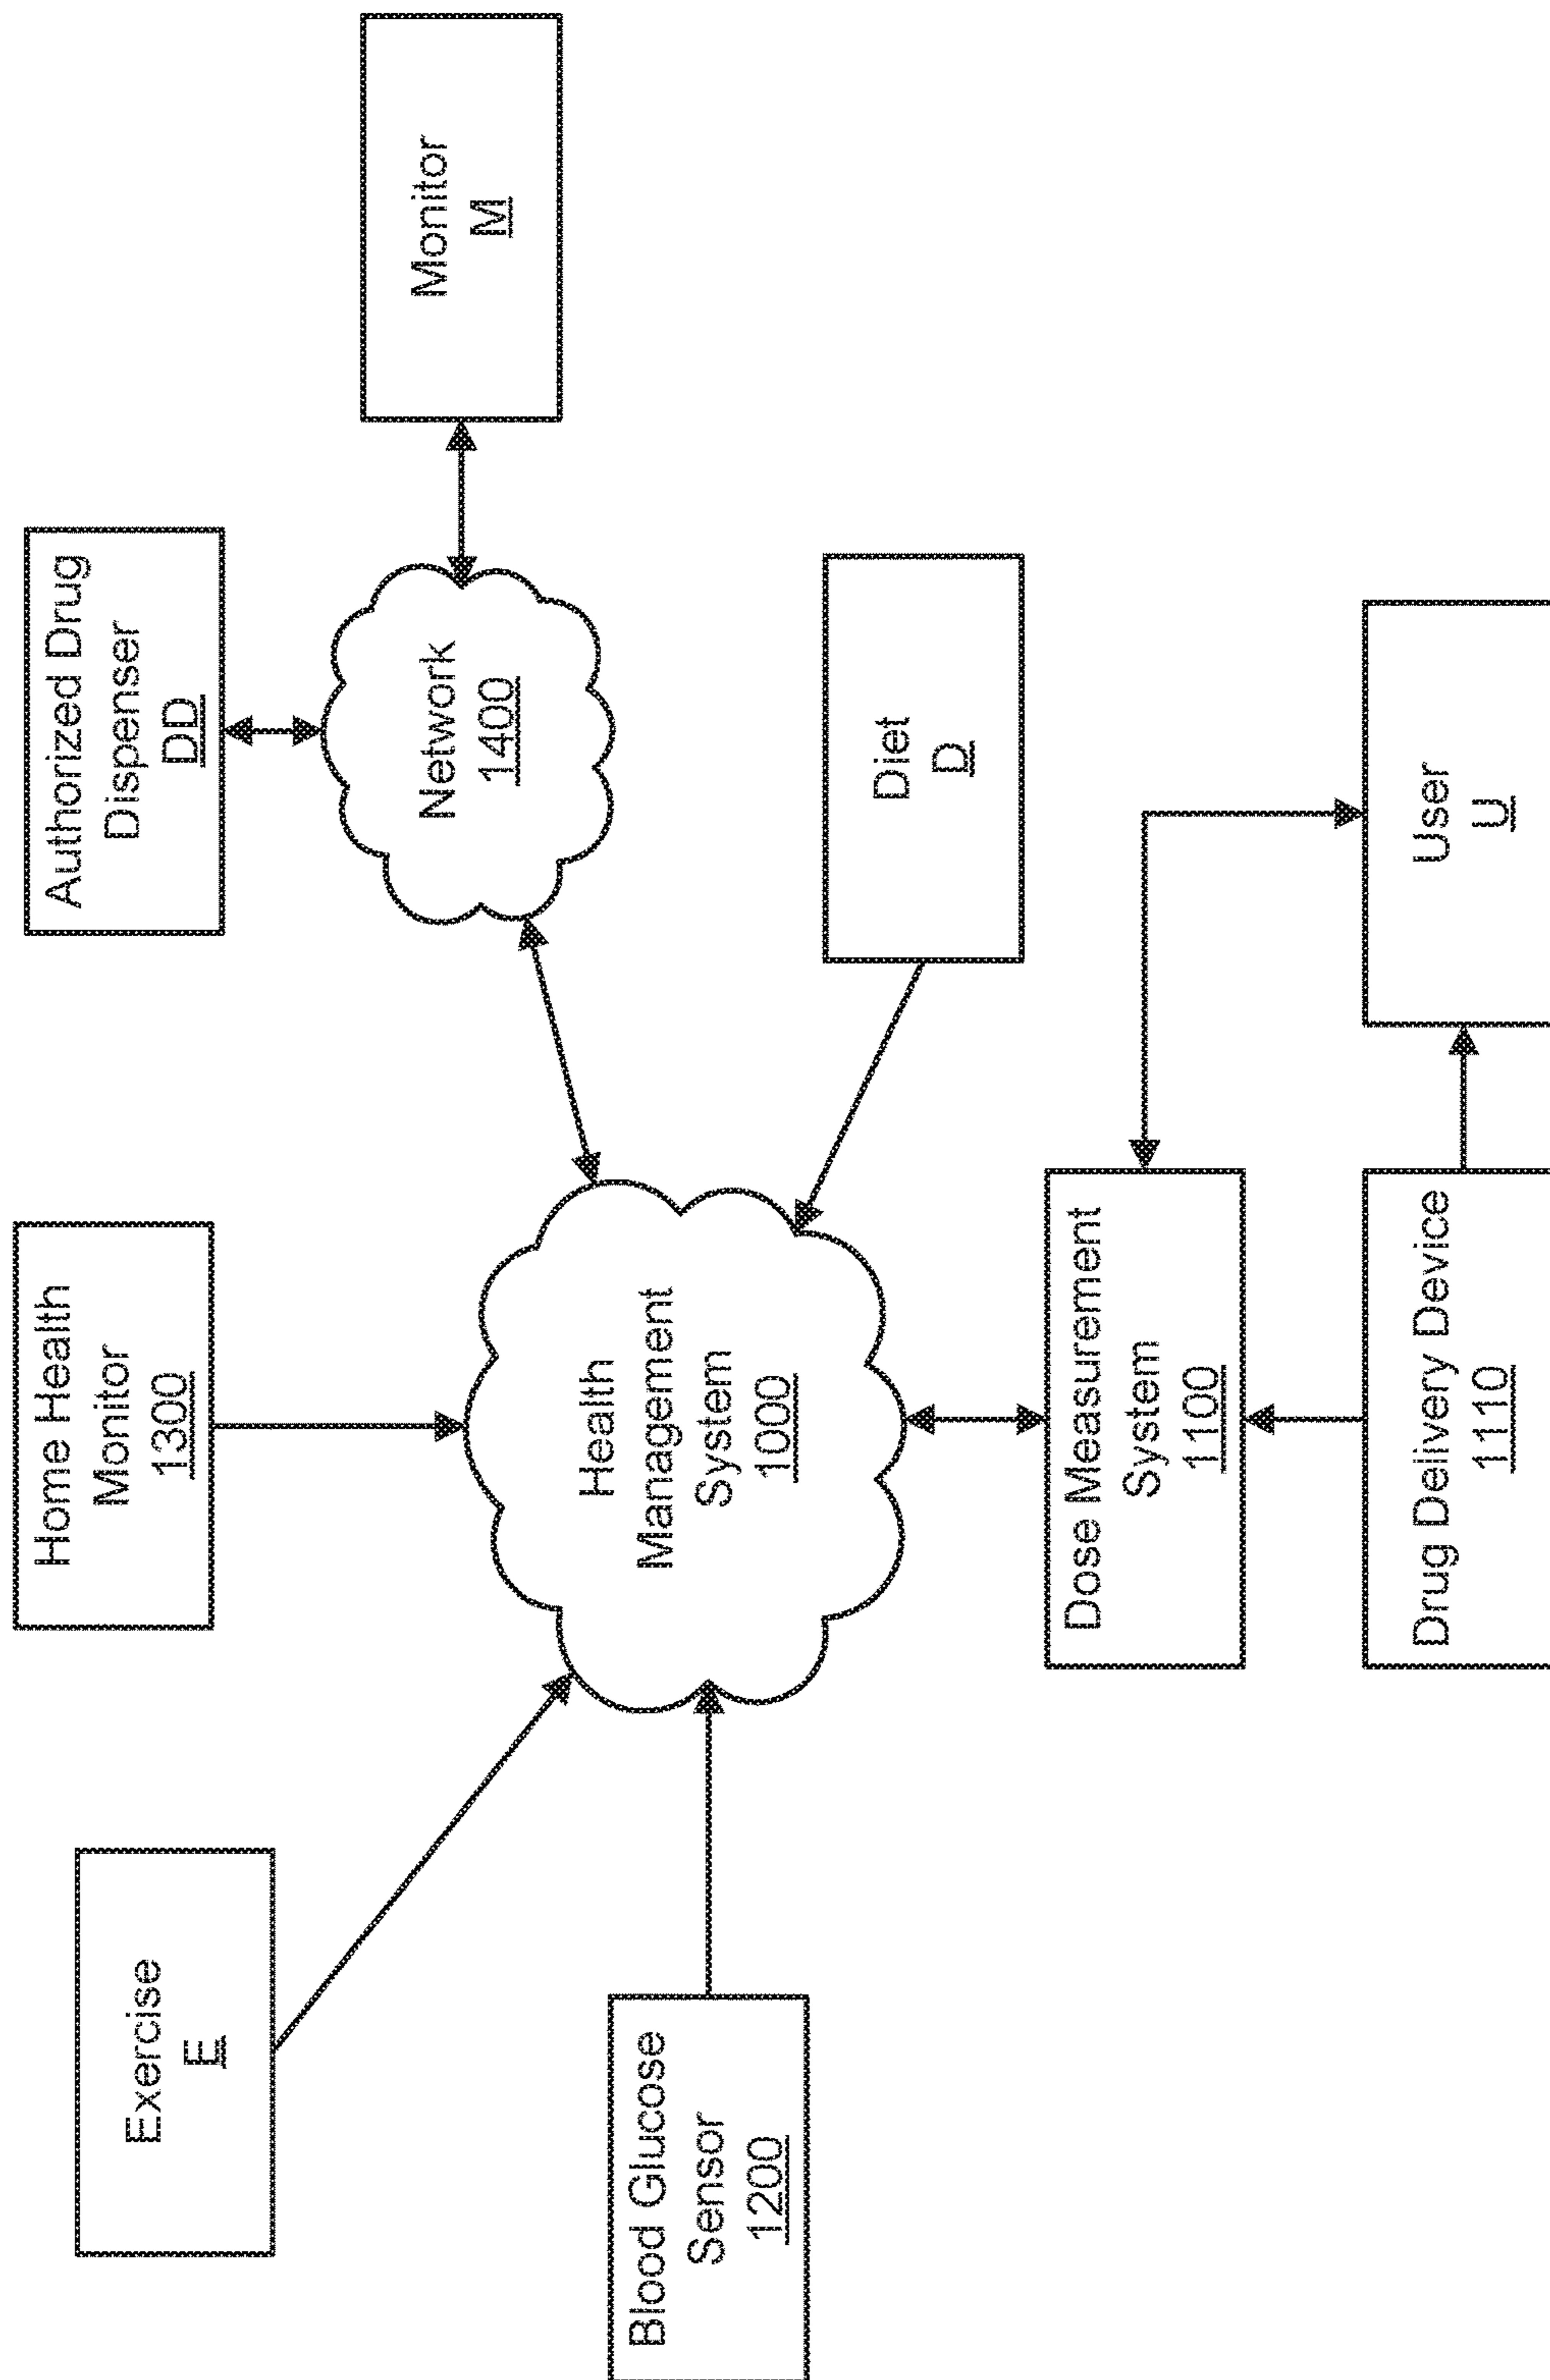 Exercise
E
Home Health
Monitor
1300
Authorized Drug
Dispenser
DD
Blood Glucose
Sensor
1200
Health
Management
System
1000
Network
1400
Monitor
M
Diet
D
Dose Measurement
System
1100
Drug Delivery Device
1110
User
U